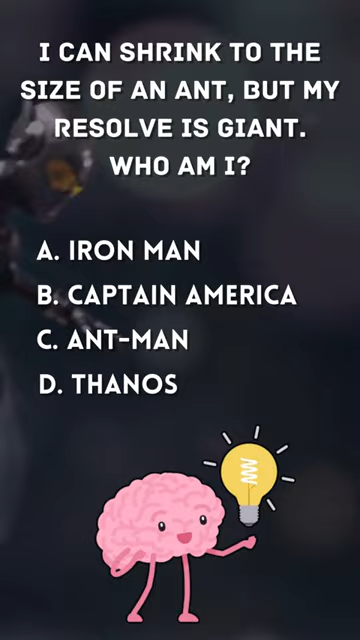 I CAN SHRINK TO THE
SIZE OF AN ANT, BUT MY
RESOLVE IS GIANT.
WHO AM I?
A. IRON MAN
B. CAPTAIN AMERICA
C. ANT-MAN
D. THANOS